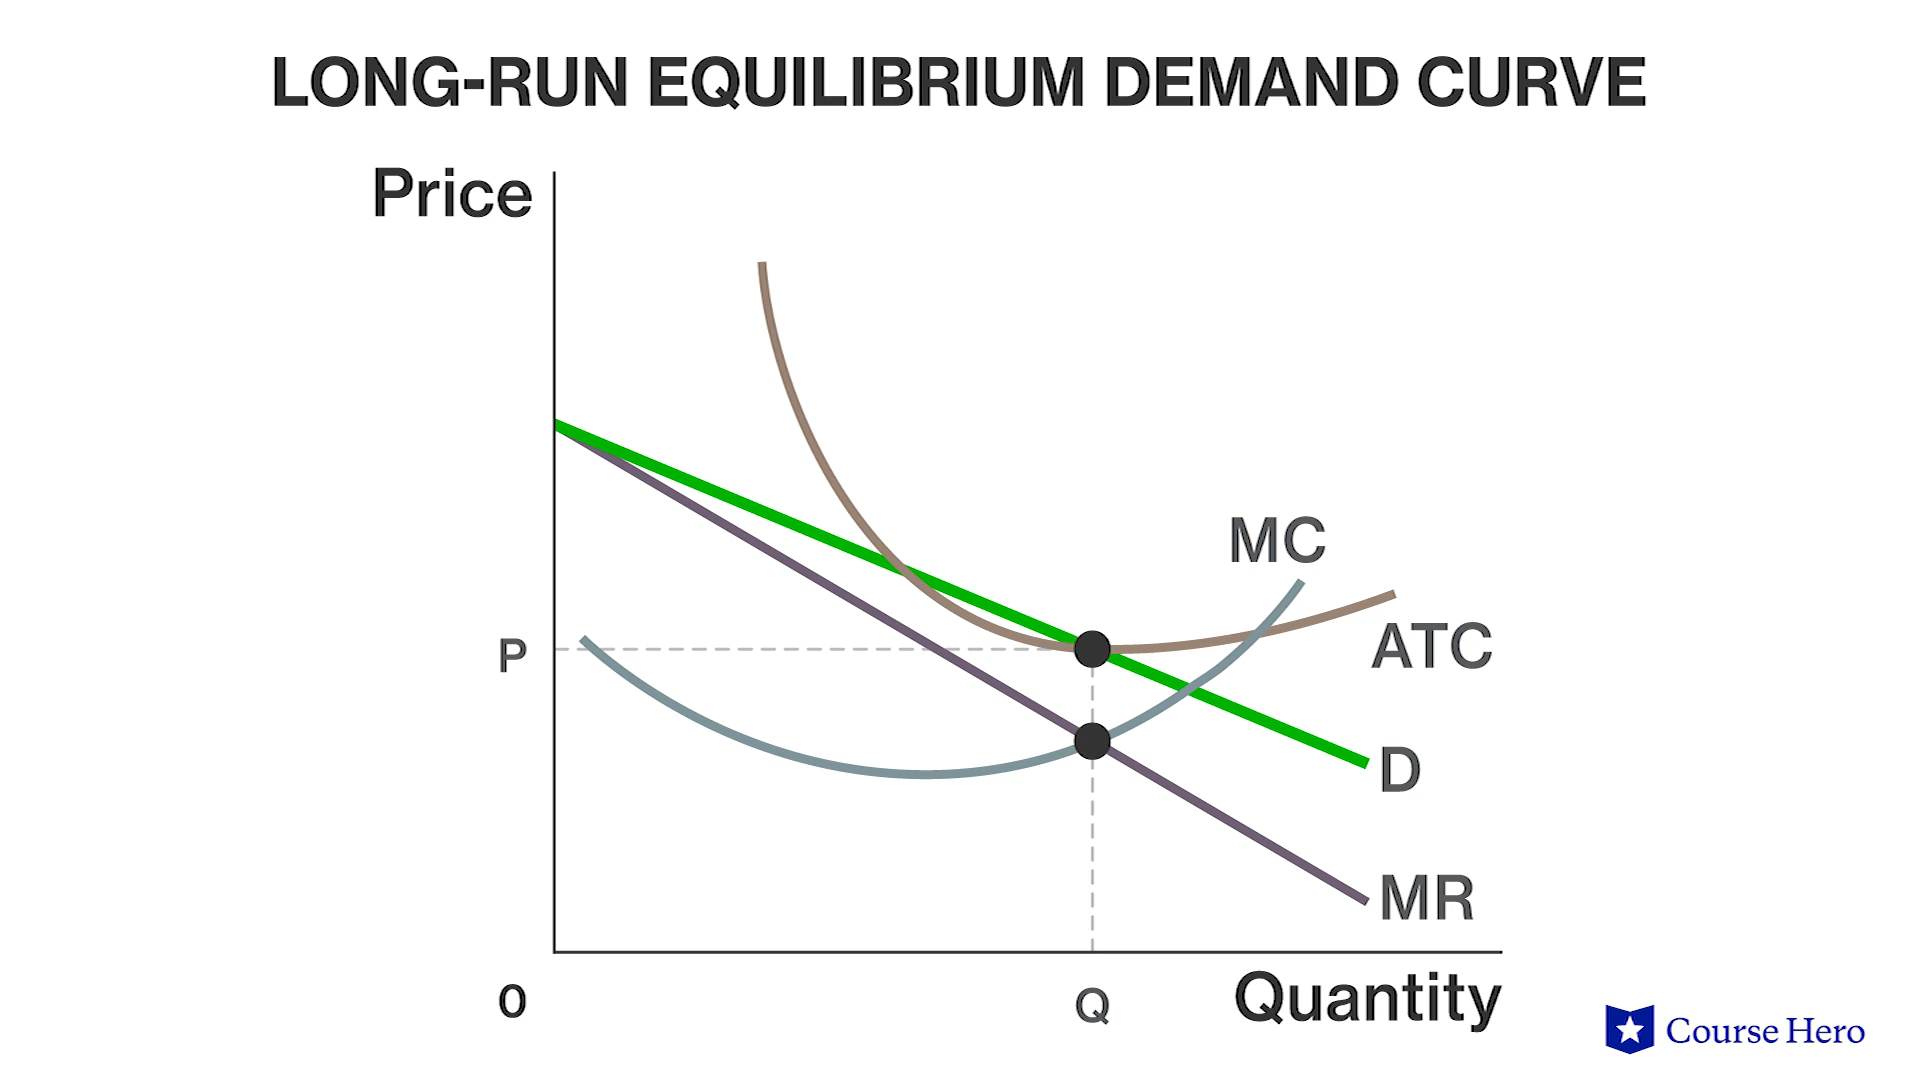 LONG-RUN EQUILIBRIUM DEMAND CURVE
Price
MC
ATC
P
D
MR
0
Q
Quantity
Course Hero